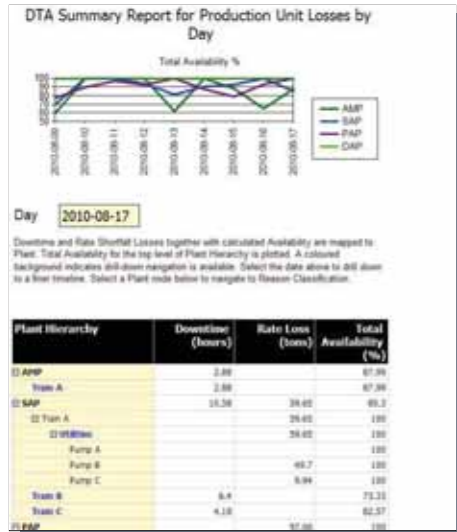 DTA Summary Report for Production Unit Losses by
Day
Total Availability %
100
2010-08-09
2010-08-10
2010-08-11
2010-08-12
2010-08-13
2010-08-14
2010-08-15
2010-08-16
2010-08-17
AMP
SAP
PAP
DAP
Day 2010-08-17
Downtime and Rate Shortfall Losses together with calculated Availability are mapped to
Plant. Total Availability for the top level of Plant Hierarchy is plotted. A coloured
background indicates drill-down navigation is available. Select the date above to drill down
to a finer timeline. Select a Plant node below to navigate to Reason Classification.
Plant Hierarchy Downtime (hours) Rate Loss (tons) Total Availability (%)
AMP 2.88 87.99
Train A 2.88 87.99
SAP 10.58 39.65
Train A 39.65 100
Utilities 39.65 100
Pump A 100
Pump B 49.7 100
Pump C 9.94 100
Train B 6.4 73.33
Train C 4.18 82.57
PAP 100